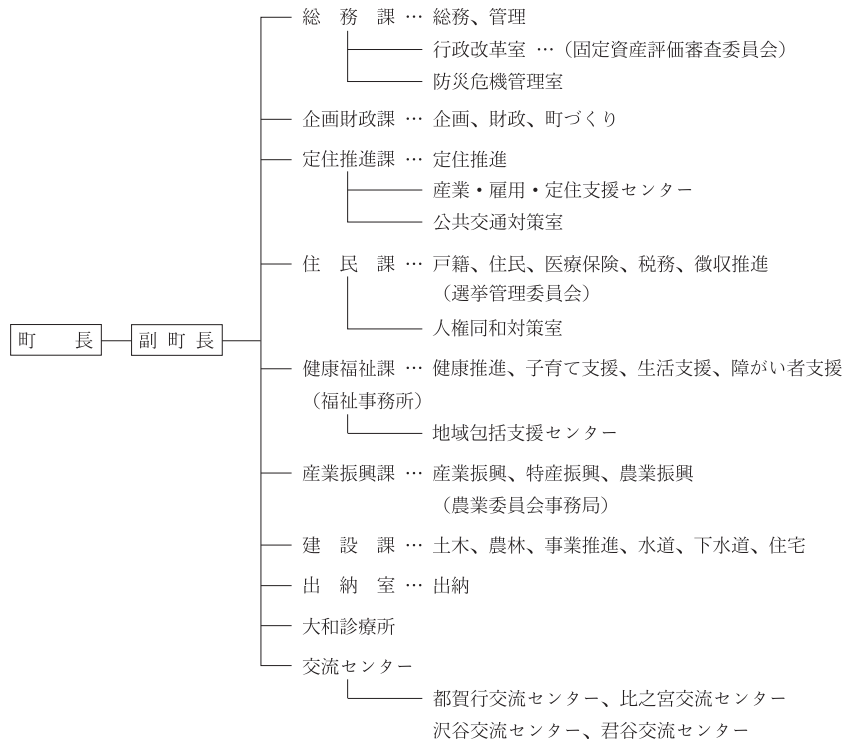 総務課 … 総務、管理
行政改革室 …（固定資産評価審査委員会）
防災危機管理室
企画財政課 … 企画、財政、町づくり
定住推進課 … 定住推進
産業・雇用・定住支援センター
公共交通対策室
住民課 … 戸籍、住民、医療保険、税務、徴収推進
（選挙管理委員会）
人権同和対策室
町長 副町長
健康福祉課 … 健康推進、子育て支援、生活支援、障がい者支援
（福祉事務所）
地域包括支援センター
産業振興課 … 産業振興、特産振興、農業振興
（農業委員会事務局）
建設課 … 土木、農林、事業推進、水道、下水道、住宅
出納室 … 出納
大和診療所
交流センター
都賀行交流センター、比之宮交流センター
沢谷交流センター、君谷交流センター